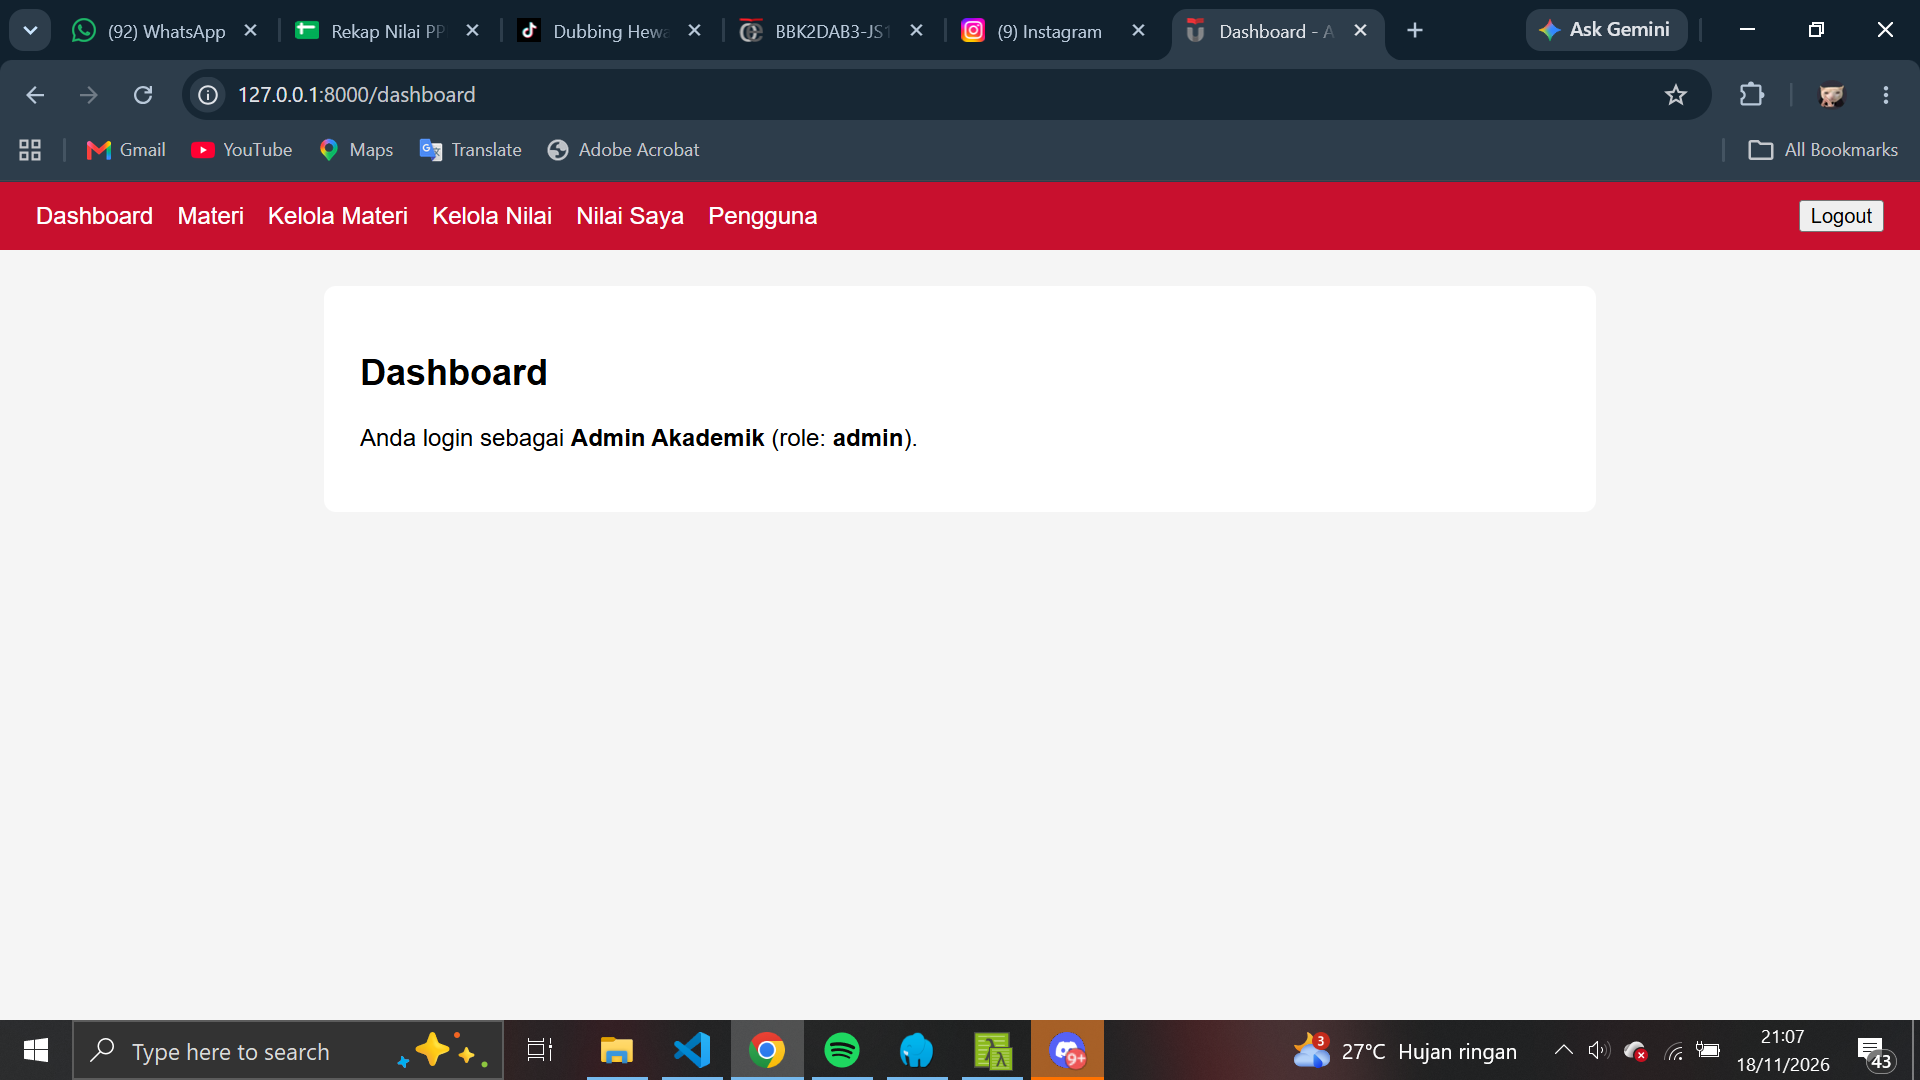 (92) WhatsApp
Rekap Nilai PP
Dubbing Hewa
BBK2DAB3-JS1
(9) Instagram
Dashboard - A
Ask Gemini
127.0.0.1:8000/dashboard
Gmail
YouTube
Maps
Translate
Adobe Acrobat
All Bookmarks
Dashboard Materi Kelola Materi Kelola Nilai Nilai Saya Pengguna Logout
Dashboard
Anda login sebagai Admin Akademik (role: admin).
Type here to search
9+
3
27°C Hujan ringan
21:07
18/11/2026
43